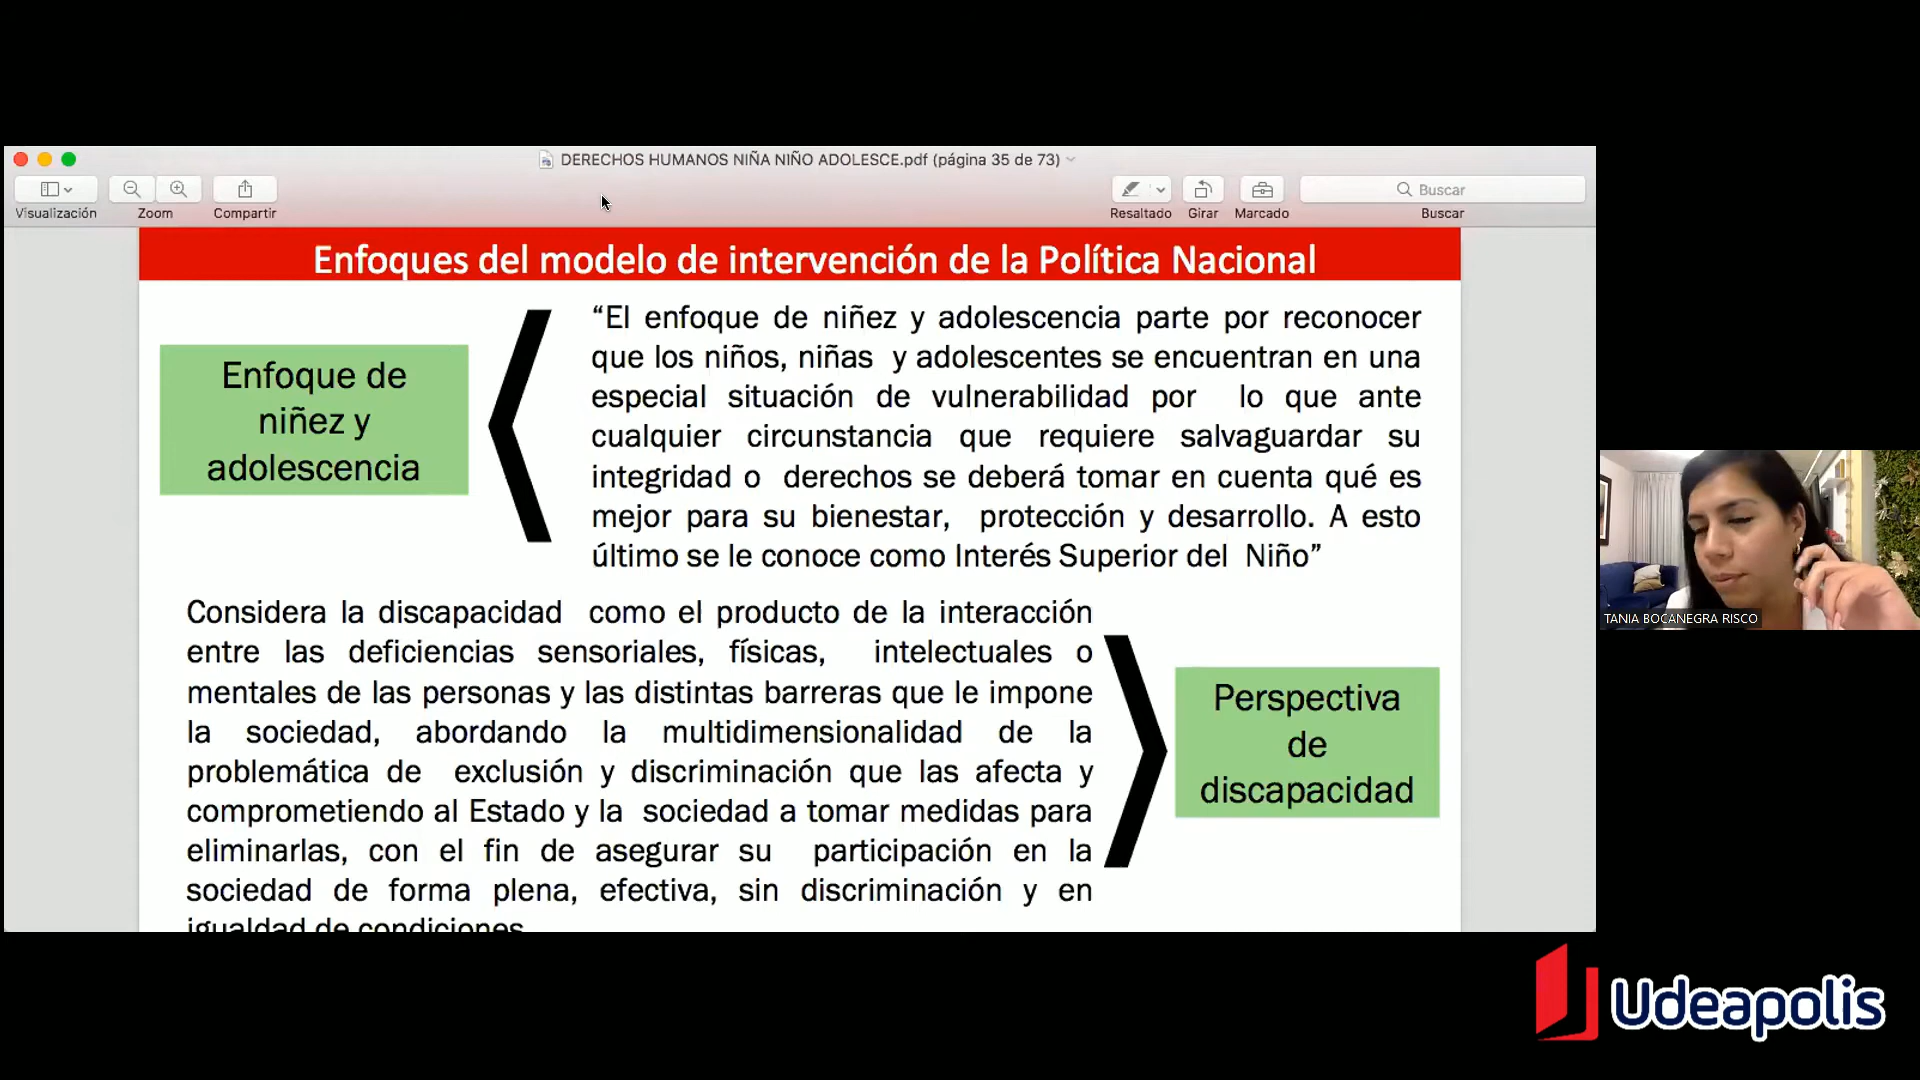 DERECHOS HUMANOS NIÑA NIÑO ADOLESCE.pdf (página 35 de 73)
Visualización
Zoom
Compartir
Resaltado
Girar
Marcado
Buscar
Buscar
Enfoques del modelo de intervención de la Política Nacional
Enfoque de
niñez y
adolescencia
“El enfoque de niñez y adolescencia parte por reconocer
que los niños, niñas y adolescentes se encuentran en una
especial situación de vulnerabilidad por lo que ante
cualquier circunstancia que requiere salvaguardar su
integridad o derechos se deberá tomar en cuenta qué es
mejor para su bienestar, protección y desarrollo. A esto
último se le conoce como Interés Superior del Niño”
Considera la discapacidad como el producto de la interacción
entre las deficiencias sensoriales, físicas, intelectuales o
mentales de las personas y las distintas barreras que le impone
la sociedad, abordando la multidimensionalidad de la
problemática de exclusión y discriminación que las afecta y
comprometiendo al Estado y la sociedad a tomar medidas para
eliminarlas, con el fin de asegurar su participación en la
sociedad de forma plena, efectiva, sin discriminación y en
igualdad de condiciones
Perspectiva
de
discapacidad
TANIA BOCANEGRA RISCO
Udeapolis